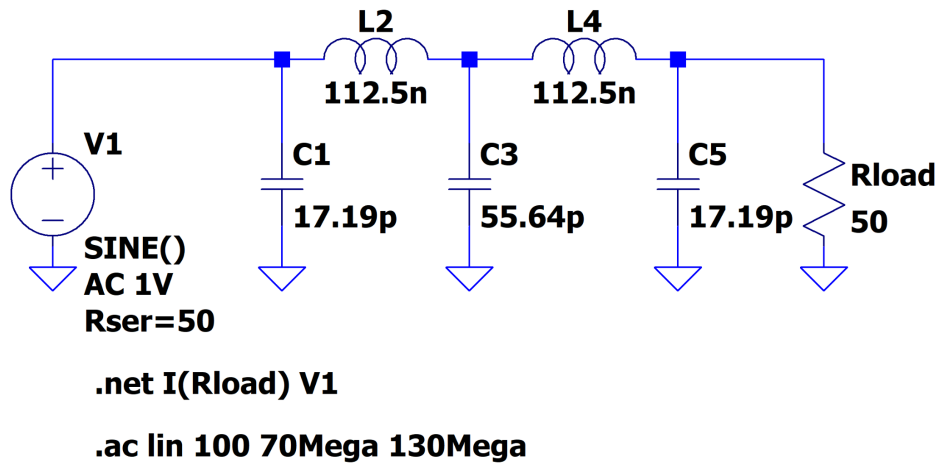 L2
L4
112.5n
112.5n
V1
C1
C3
C5
Rload
17.19p
55.64p
17.19p
50
SINE()
AC 1V
Rser=50
.net I(Rload) V1
.ac lin 100 70Mega 130Mega